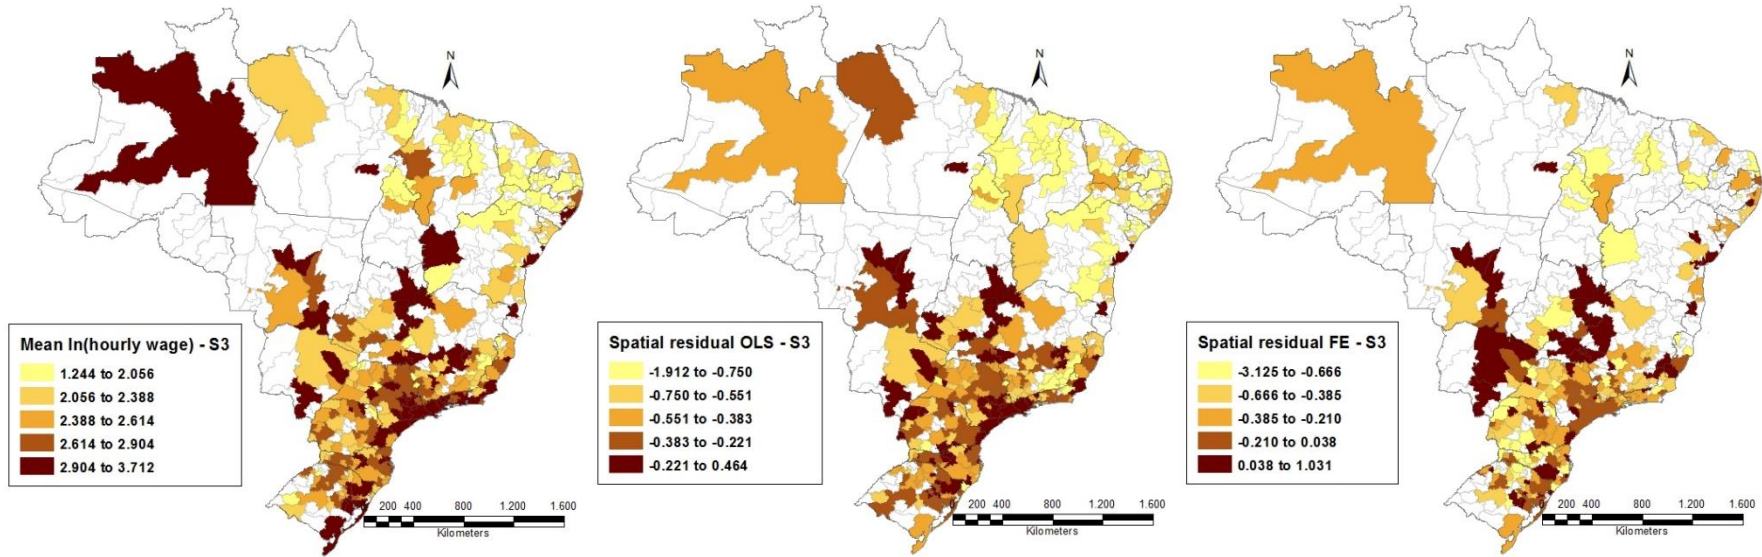 N
Mean ln(hourly wage) - S3
1.244 to 2.056
2.056 to 2.388
2.388 to 2.614
2.614 to 2.904
2.904 to 3.712
0 200 400 800 1.200 1.600
Kilometers
N
Spatial residual OLS - S3
-1.912 to -0.750
-0.750 to -0.551
-0.551 to -0.383
-0.383 to -0.221
-0.221 to 0.464
200 400 800 1.200 1.600
Kilometers
N
Spatial residual FE - S3
-3.125 to -0.666
-0.666 to -0.385
-0.385 to -0.210
-0.210 to 0.038
0.038 to 1.031
0 200 400 800 1.200 1.600
Kilometers